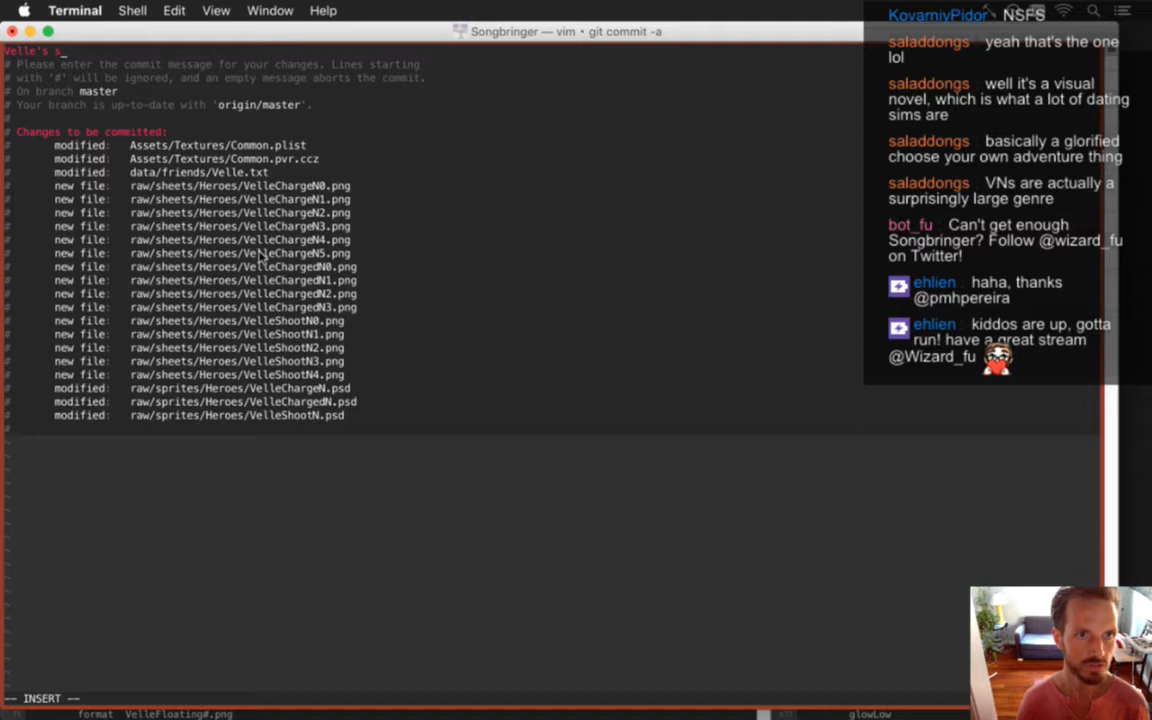 Terminal Shell Edit View Window Help
Songbringer — vim • git commit -a
Velle's s_
# Please enter the commit message for your changes. Lines starting
# with '#' will be ignored, and an empty message aborts the commit.
# On branch master
# Your branch is up-to-date with 'origin/master'.
#
# Changes to be committed:
# modified: Assets/Textures/Common.plist
# modified: Assets/Textures/Common.pvr.ccz
# modified: data/friends/Velle.txt
# new file: raw/sheets/Heroes/VelleChargeN0.png
# new file: raw/sheets/Heroes/VelleChargeN1.png
# new file: raw/sheets/Heroes/VelleChargeN2.png
# new file: raw/sheets/Heroes/VelleChargeN3.png
# new file: raw/sheets/Heroes/VelleChargeN4.png
# new file: raw/sheets/Heroes/VelleChargeN5.png
# new file: raw/sheets/Heroes/VelleChargedN0.png
# new file: raw/sheets/Heroes/VelleChargedN1.png
# new file: raw/sheets/Heroes/VelleChargedN2.png
# new file: raw/sheets/Heroes/VelleChargedN3.png
# new file: raw/sheets/Heroes/VelleShootN0.png
# new file: raw/sheets/Heroes/VelleShootN1.png
# new file: raw/sheets/Heroes/VelleShootN2.png
# new file: raw/sheets/Heroes/VelleShootN3.png
# new file: raw/sheets/Heroes/VelleShootN4.png
# modified: raw/sprites/Heroes/VelleChargeN.psd
# modified: raw/sprites/Heroes/VelleChargedN.psd
# modified: raw/sprites/Heroes/VelleShootN.psd
#
-- INSERT --
format VelleFloating#.png
glowLow
KovarniyPidor NSFS
saladdongs yeah that's the one
lol
saladdongs well it's a visual
novel, which is what a lot of dating
sims are
saladdongs basically a glorified
choose your own adventure thing
saladdongs VNs are actually a
surprisingly large genre
bot_fu Can't get enough
Songbringer? Follow @wizard_fu
on Twitter!
ehlien haha, thanks
@pmhpereira
ehlien kiddos are up, gotta
run! have a great stream
@Wizard_fu